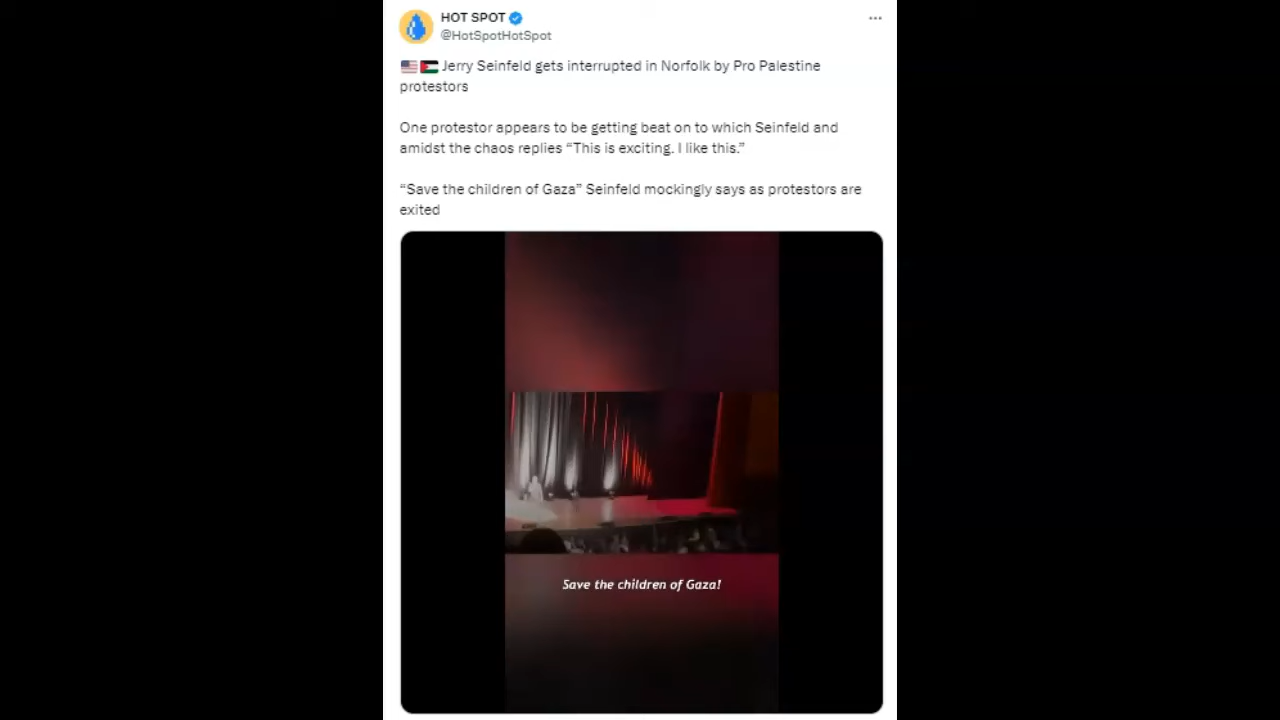 HOT SPOT
@HotSpotHotSpot
Jerry Seinfeld gets interrupted in Norfolk by Pro Palestine
protestors
One protestor appears to be getting beat on to which Seinfeld and
amidst the chaos replies “This is exciting. I like this.”
“Save the children of Gaza” Seinfeld mockingly says as protestors are
exited
Save the children of Gaza!